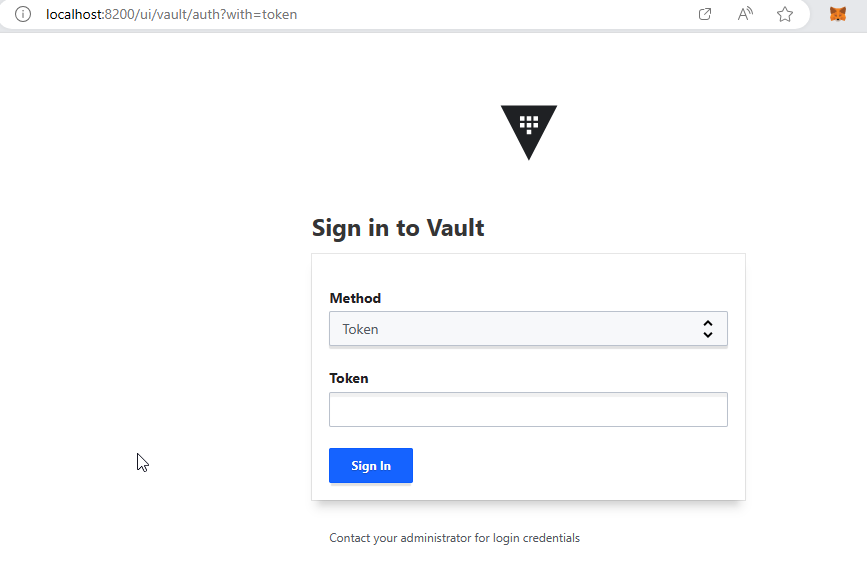 localhost:8200/ui/vault/auth?with=token
Sign in to Vault
Method
Token
Token
Sign In
Contact your administrator for login credentials